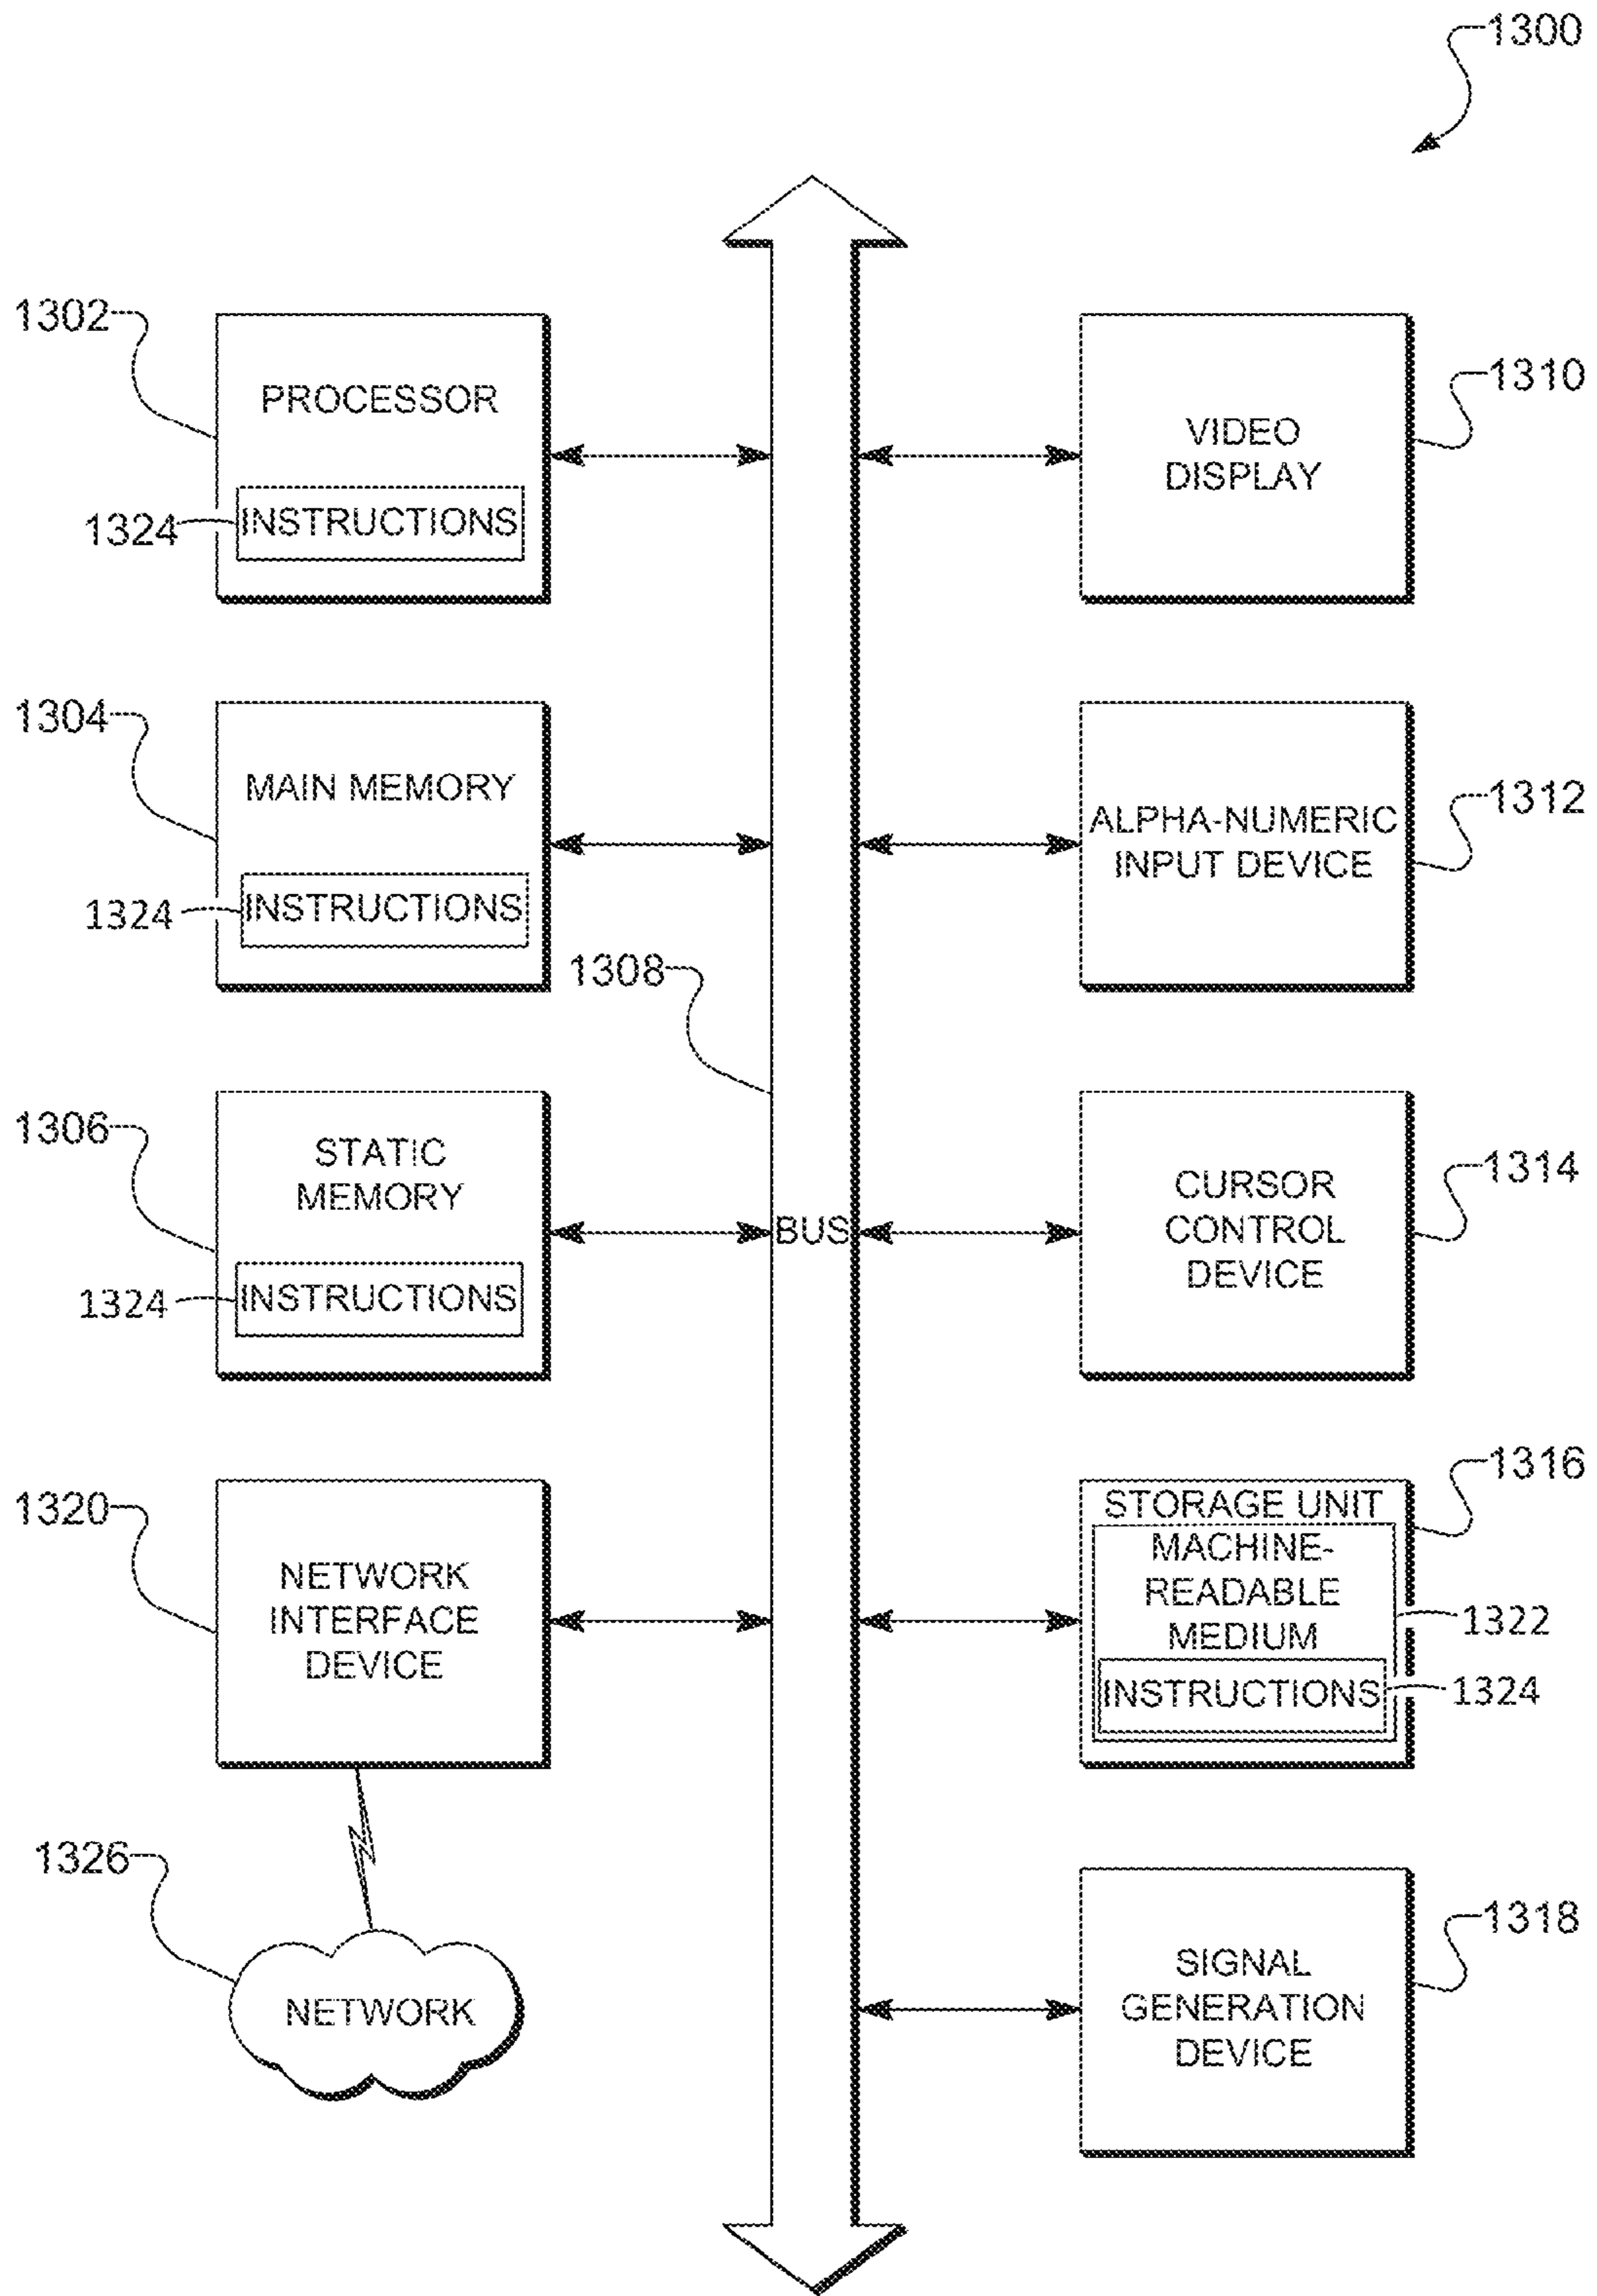 1300
1302
PROCESSOR
1324
INSTRUCTIONS
1310
VIDEO
DISPLAY
1304
MAIN MEMORY
1324
INSTRUCTIONS
1312
ALPHA-NUMERIC
INPUT DEVICE
1308
BUS
1306
STATIC
MEMORY
1324
INSTRUCTIONS
1314
CURSOR
CONTROL
DEVICE
1320
NETWORK
INTERFACE
DEVICE
1316
STORAGE UNIT
MACHINE-
READABLE
MEDIUM
1322
INSTRUCTIONS
1324
1326
NETWORK
1318
SIGNAL
GENERATION
DEVICE